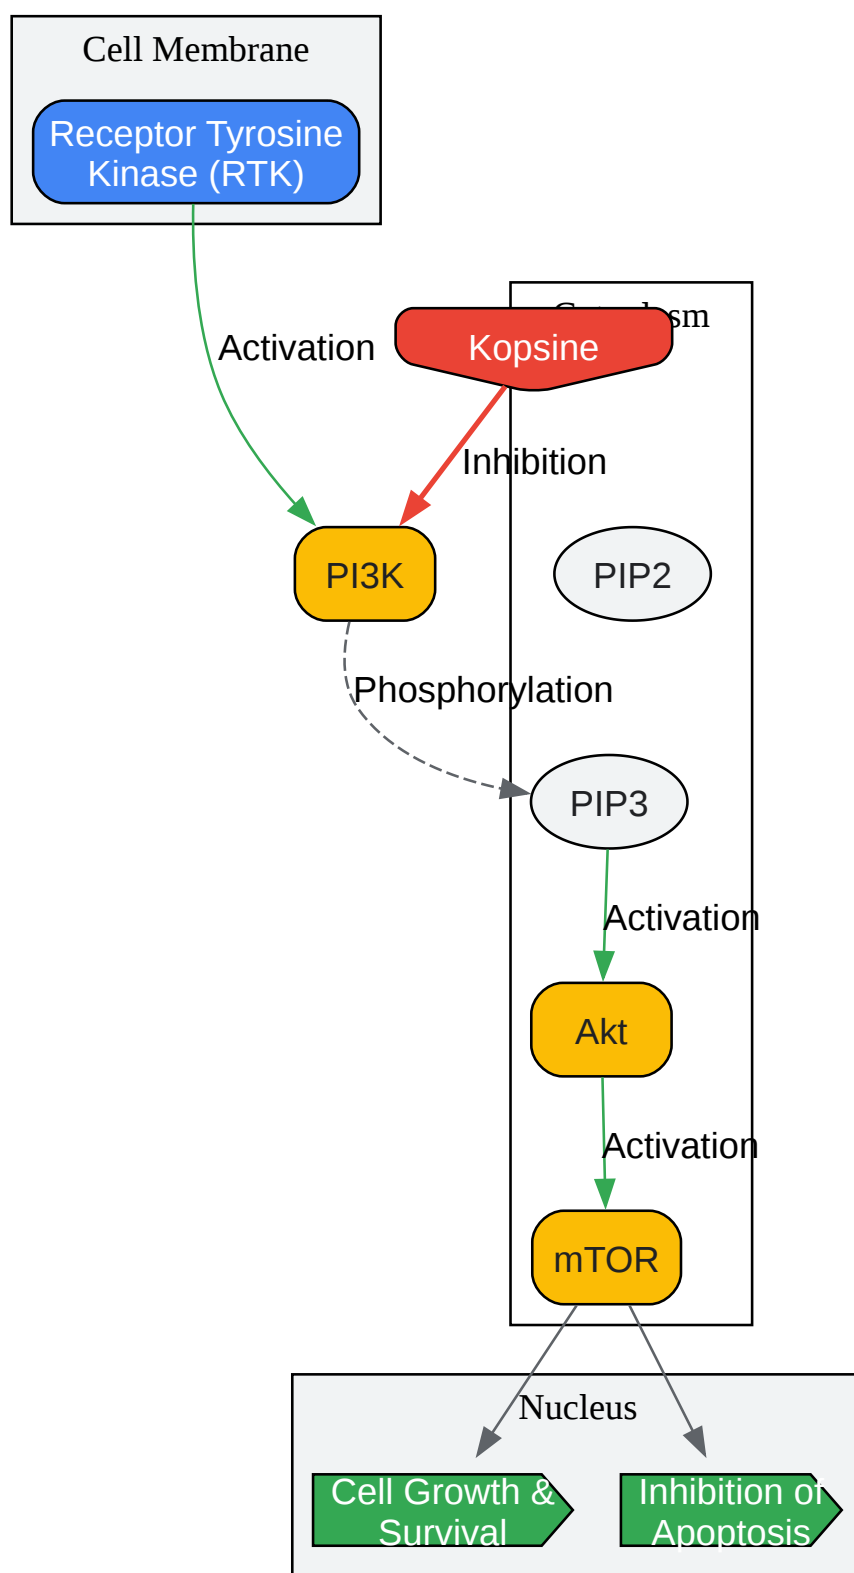 Cell Membrane
Receptor Tyrosine
Kinase (RTK)
Activation
Kopsine
Inhibition
PI3K
PIP2
Phosphorylation
PIP3
Activation
Akt
Activation
mTOR
Nucleus
Cell Growth &
Survival
Inhibition of
Apoptosis